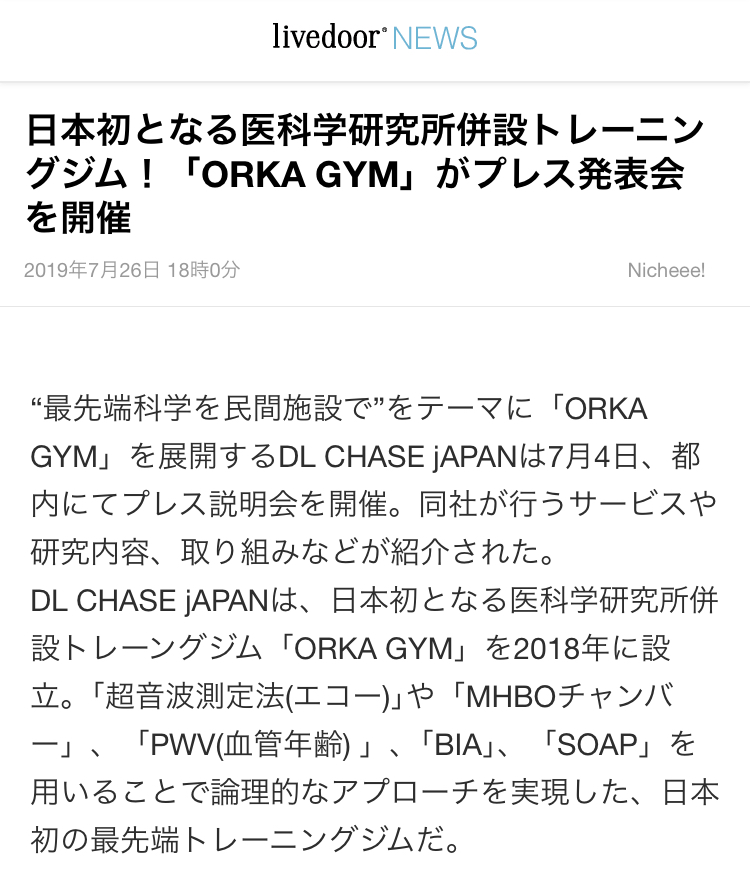 livedoor® NEWS
日本初となる医科学研究所併設トレーニン
グジム！「ORKA GYM」がプレス発表会
を開催
2019年7月26日 18時0分 Nicheee!
“最先端科学を民間施設で”をテーマに「ORKA
GYM」を展開するDL CHASE jAPANは7月4日、都
内にてプレス説明会を開催。同社が行うサービスや
研究内容、取り組みなどが紹介された。
DL CHASE jAPANは、日本初となる医科学研究所併
設トレーングジム「ORKA GYM」を2018年に設
立。「超音波測定法(エコー)」や「MHBOチャンバ
ー」、「PWV(血管年齢) 」、「BIA」、「SOAP」を
用いることで論理的なアプローチを実現した、日本
初の最先端トレーニングジムだ。